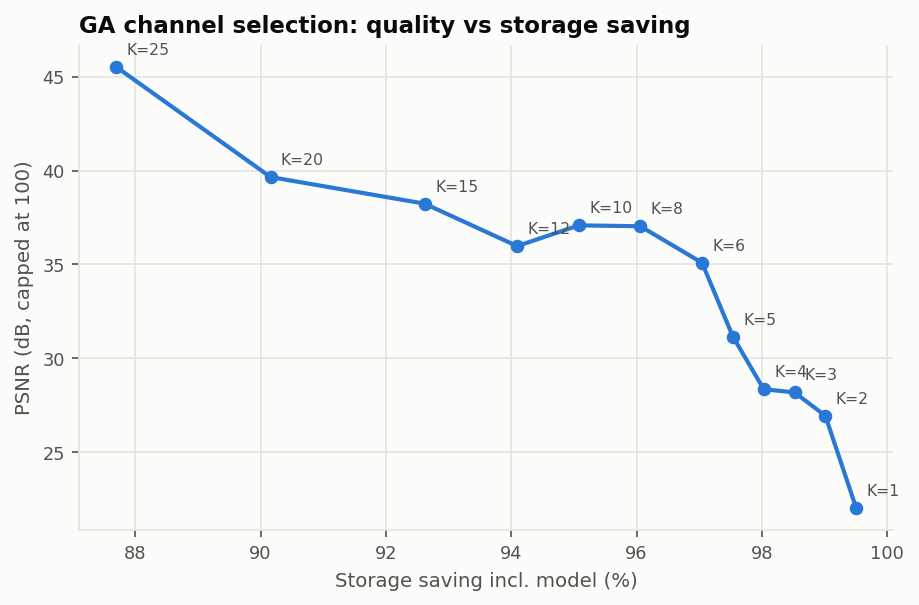 GA channel selection: quality vs storage saving
K=25
45
K=20
40
K=15
K=10
K=8
K=12
K=6
35
K=5
30
K=4
K=3
K=2
25
K=1
PSNR (dB, capped at 100)
88
90
92
94
96
98
100
Storage saving incl. model (%)